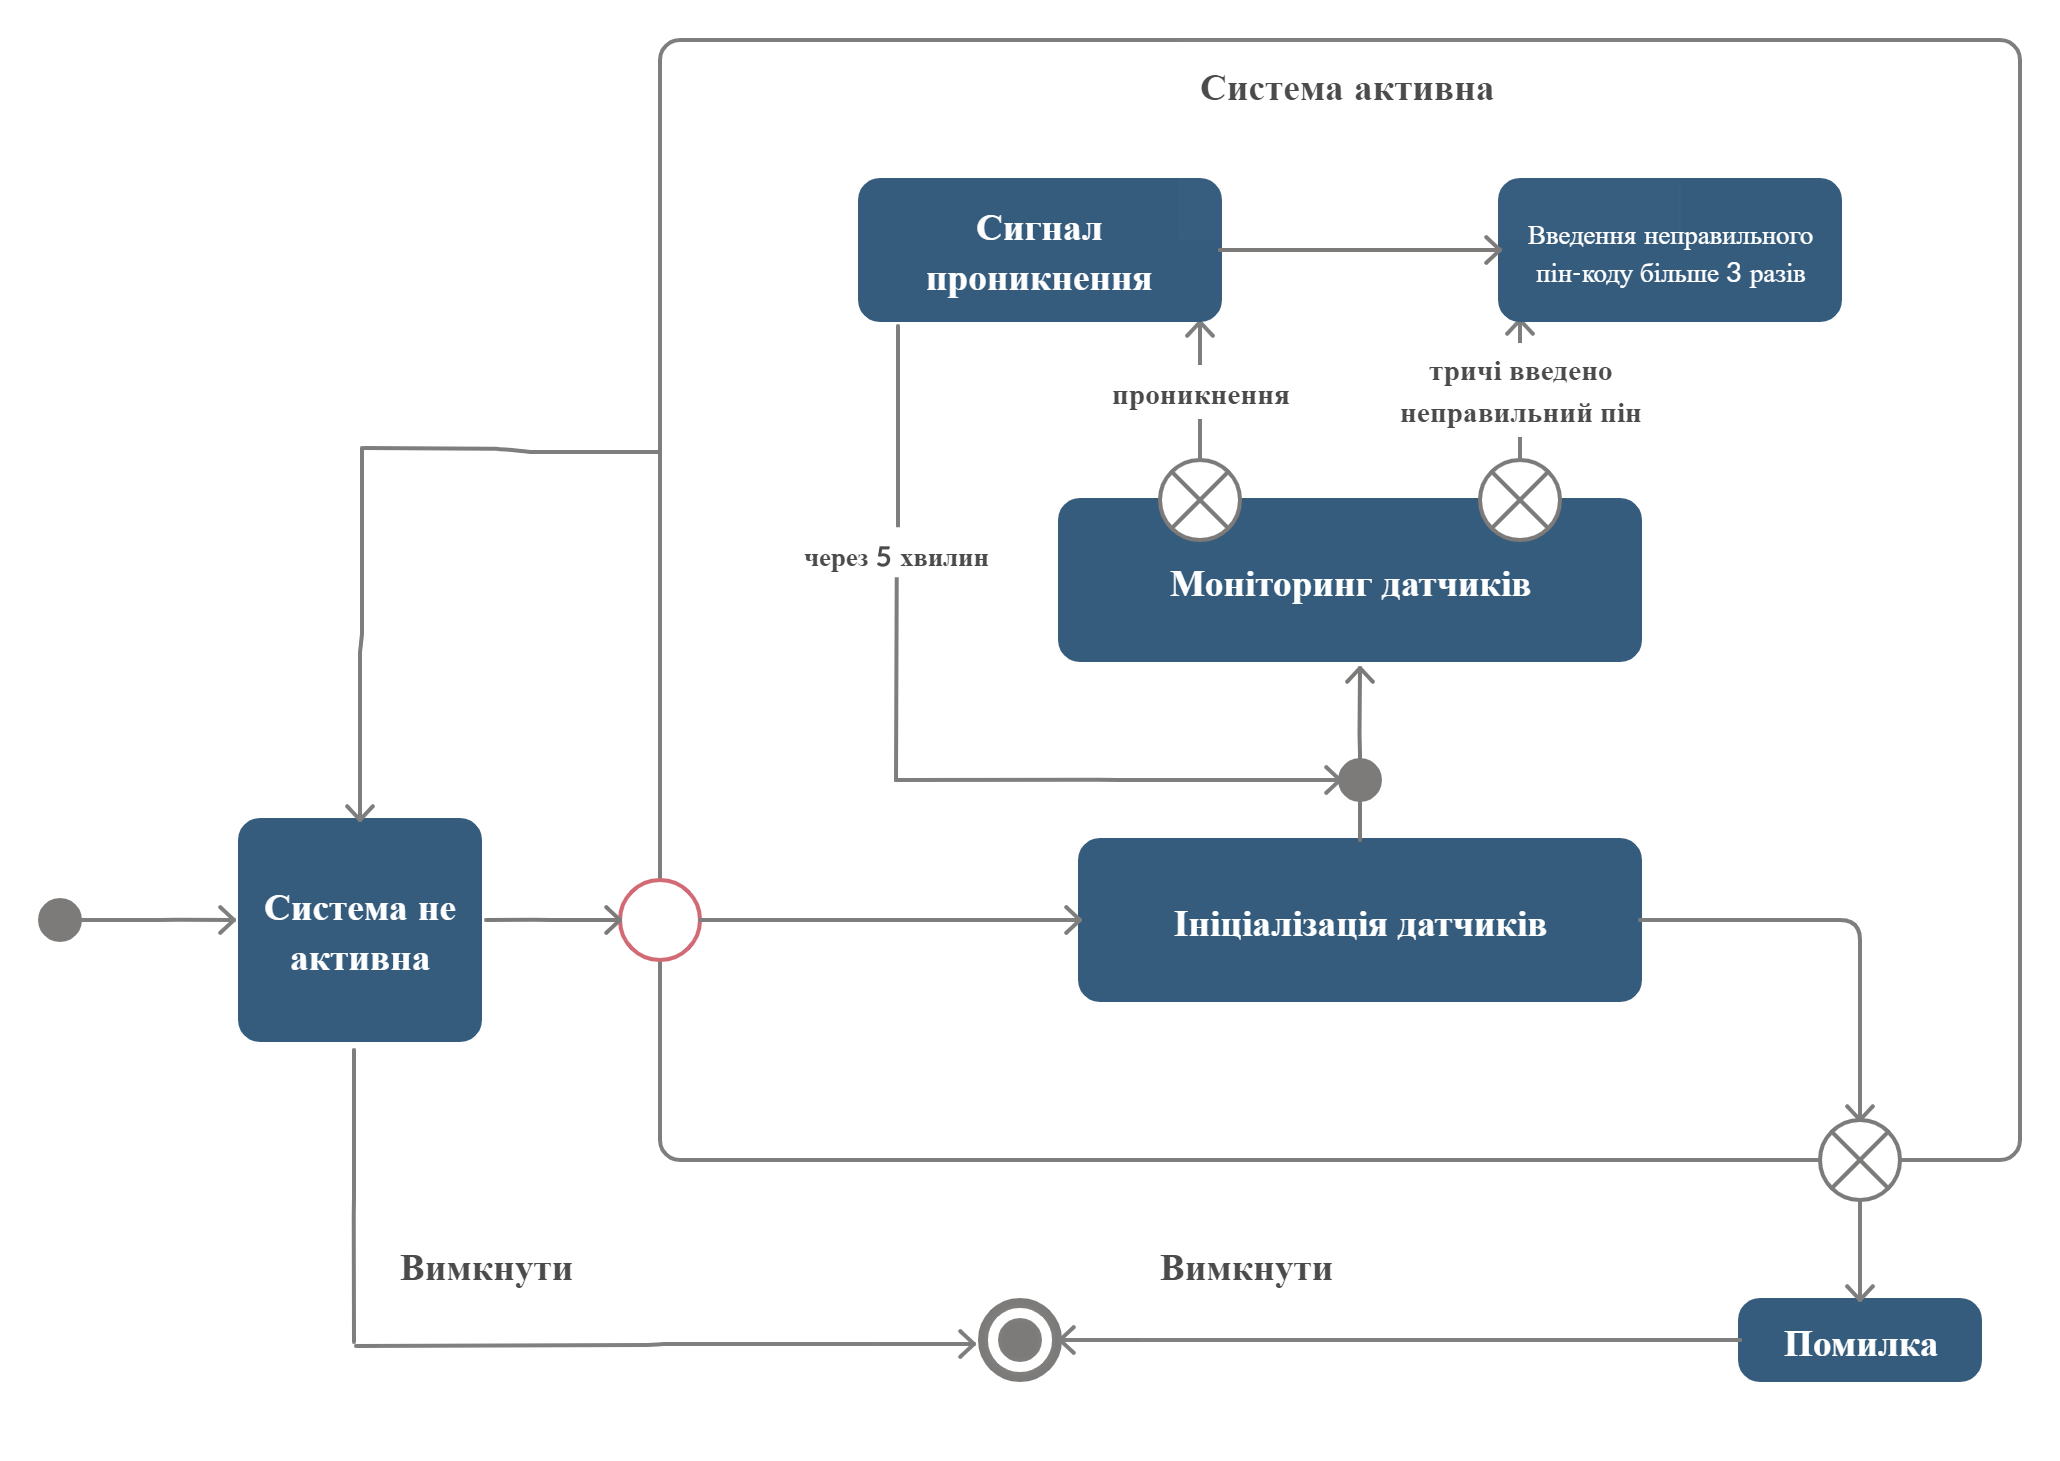 Система активна
Сигнал
проникнення
Введення неправильного
пін-коду більше 3 разів
проникнення
тричі введено
неправильний пін
через 5 хвилин
Моніторинг датчиків
Система не
активна
Ініціалізація датчиків
Вимкнути
Вимкнути
Помилка